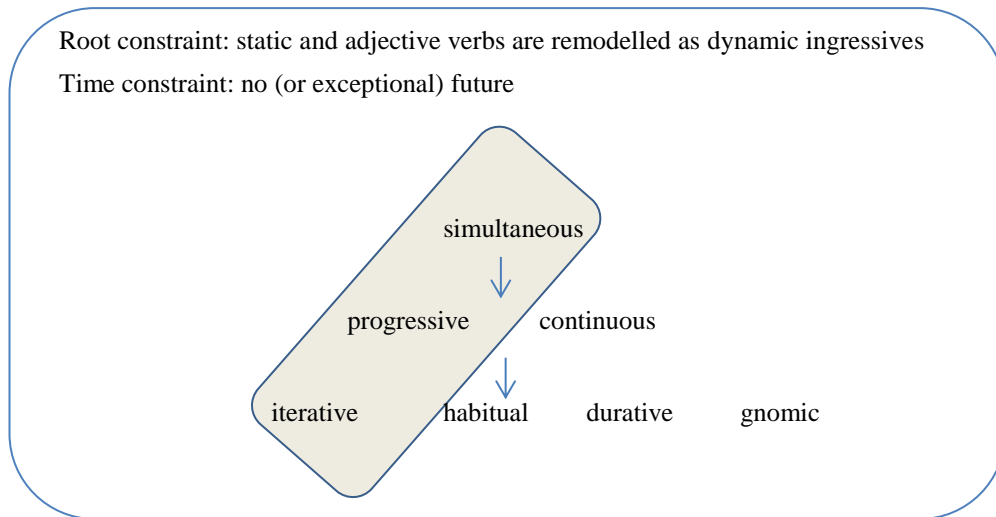 Root constraint: static and adjective verbs are remodelled as dynamic ingressives
Time constraint: no (or exceptional) future
simultaneous
progressive continuous
iterative habitual durative gnomic